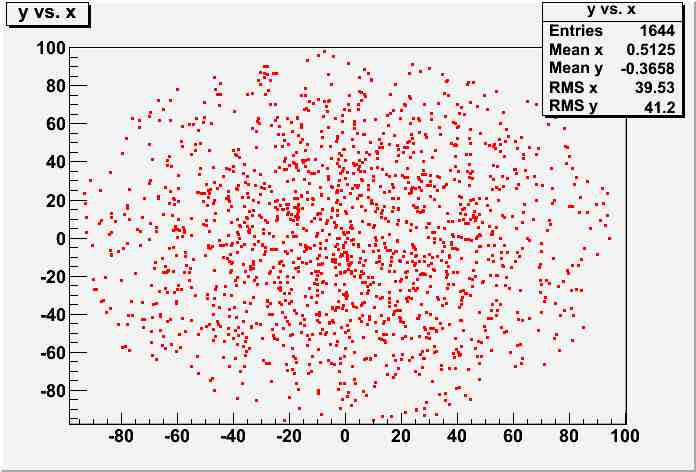 y vs. x
y vs. x
Entries 1644
Mean x 0.5125
Mean y -0.3658
RMS x 39.53
RMS y 41.2
100
80
60
40
20
0
-20
-40
-60
-80
-80 -60 -40 -20 0 20 40 60 80 100